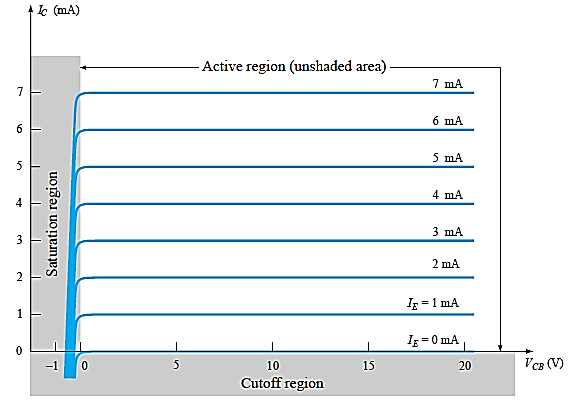 I_C (mA)
Active region (unshaded area)
7 mA
7
6 mA
6
5 mA
5
4 mA
4
3 mA
3
2 mA
2
I_E = 1 mA
1
I_E = 0 mA
0
Saturation region
−1 0 5 10 15 20 V_CB (V)
Cutoff region